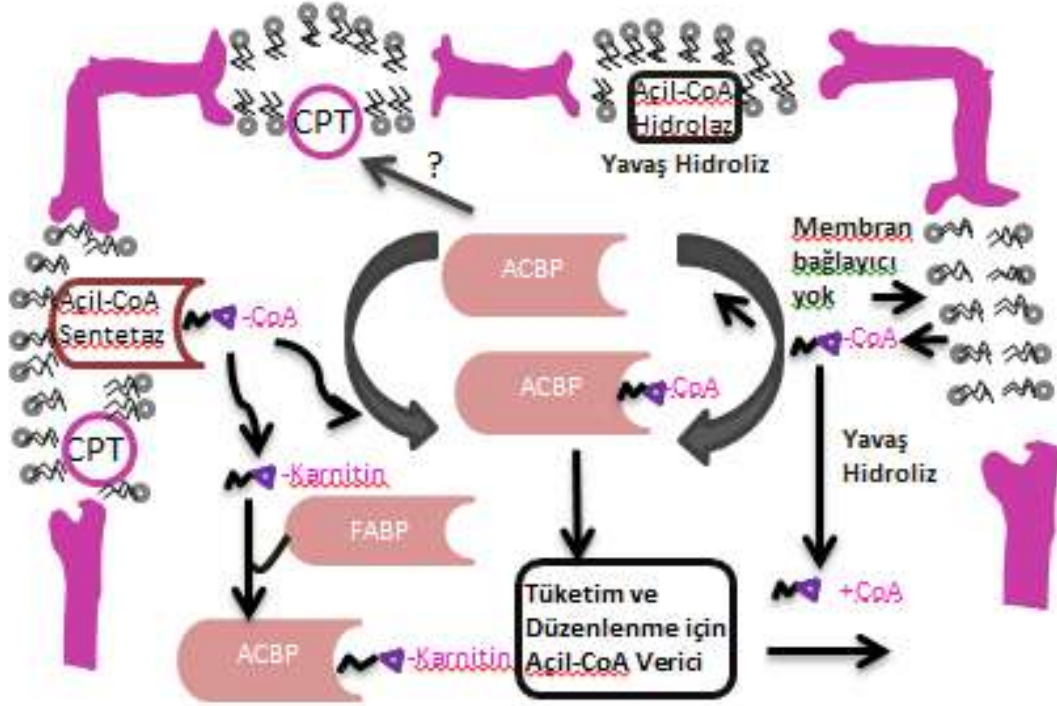 CPT
Açil-CoA
Hidrolaz
Yavaş Hidroliz
?
Membran
bağlayıcı
yok
ACBP
Açil-CoA
Sentetaz
-CoA
-CoA
ACBP
-CoA
CPT
Yavaş
Hidroliz
-Karnitin
FABP
+CoA
Tüketim ve
Düzenlenme için
Açil-CoA Verici
ACBP
-Karnitin